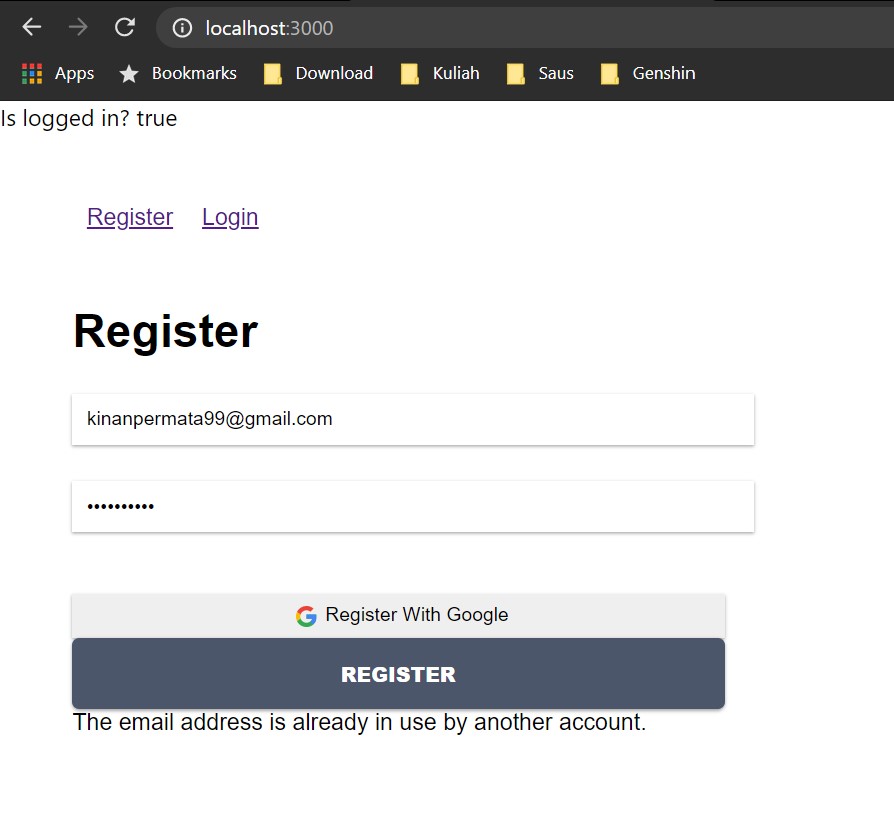 localhost:3000
Apps Bookmarks Download Kuliah Saus Genshin
Is logged in? true
Register Login
Register
kinanpermata99@gmail.com
••••••••••
Register With Google
REGISTER
The email address is already in use by another account.